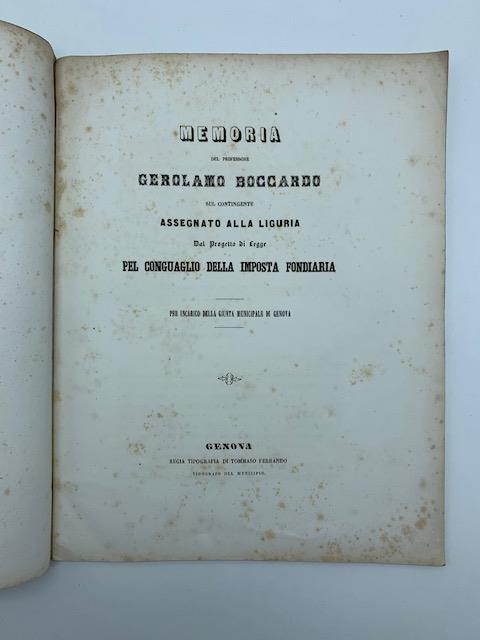 MEMORIA
DEL PROFESSORE
GEROLAMO BOCCARDO
SUL CONTINGENTE
ASSEGNATO ALLA LIGURIA
Dal Progetto di Legge
PEL CONGUAGLIO DELLA IMPOSTA FONDIARIA
PER INCARICO DELLA GIUNTA MUNICIPALE DI GENOVA
GENOVA
REGIA TIPOGRAFIA DI TOMMASO FERRANDO
TIPOGRAFO DEL MUNICIPIO.